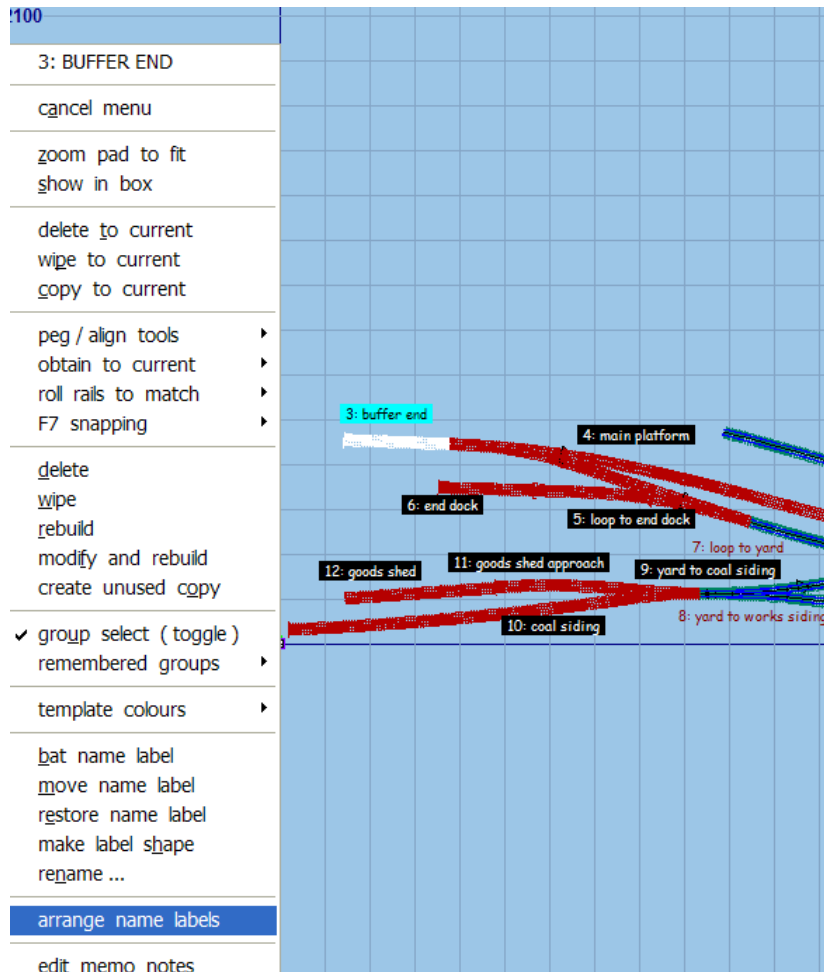 2100
3: BUFFER END
cancel menu
zoom pad to fit
show in box
delete to current
wipe to current
copy to current
peg / align tools
obtain to current
roll rails to match
F7 snapping
delete
wipe
rebuild
modify and rebuild
create unused copy
group select ( toggle )
remembered groups
template colours
bat name label
move name label
restore name label
make label shape
rename ...
arrange name labels
edit memo notes
3: buffer end
4: main platform
6: end dock
5: loop to end dock
7: loop to yard
12: goods shed
11: goods shed approach
9: yard to coal siding
10: coal siding
8: yard to works siding